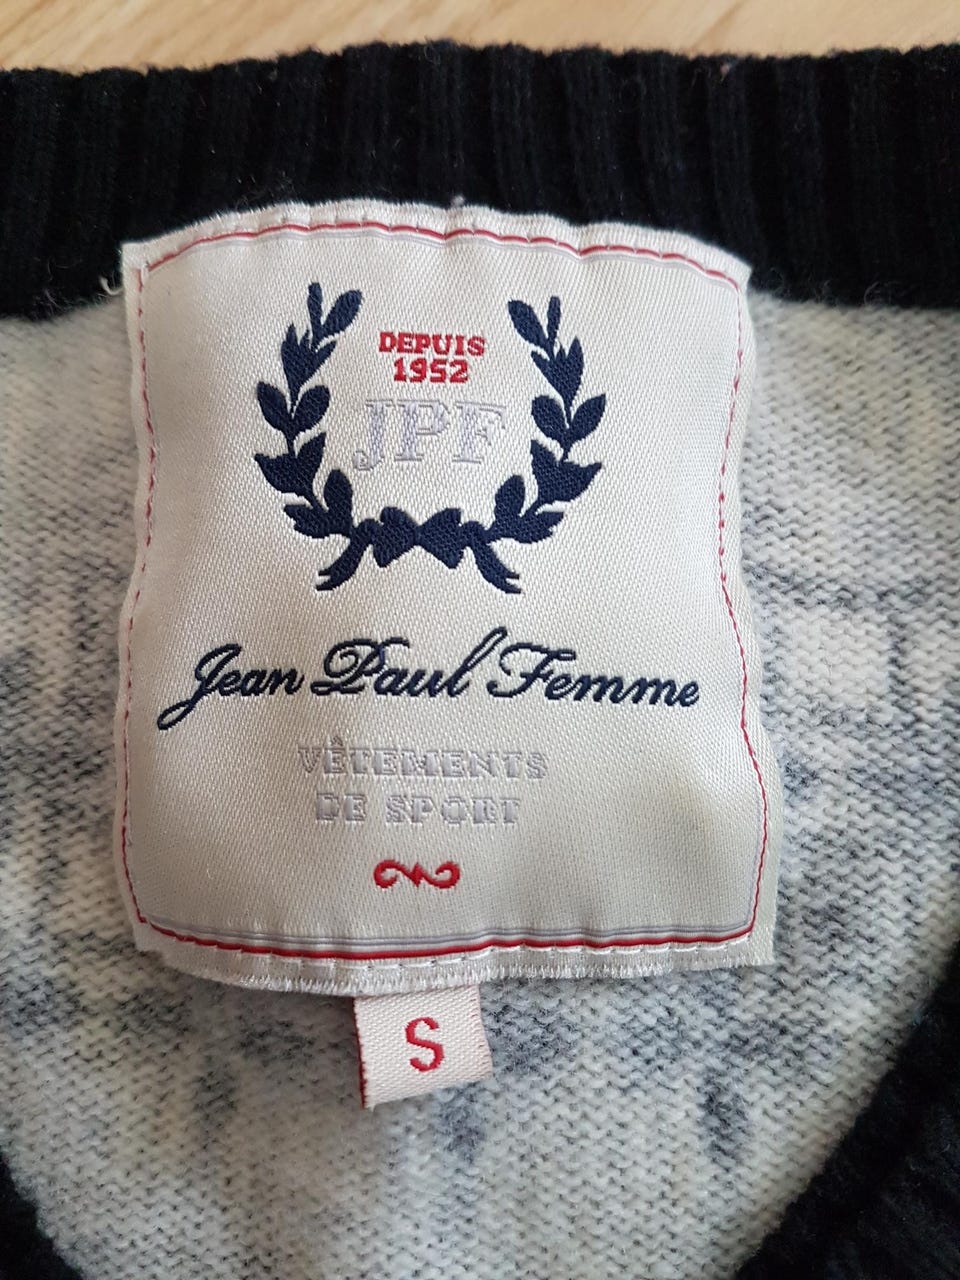 DEPUIS
1952
JPF
Jean Paul Femme
VÊTEMENTS
DE SPORT
S